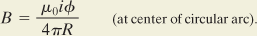 B = μ₀iϕ / 4πR (at center of circular arc).